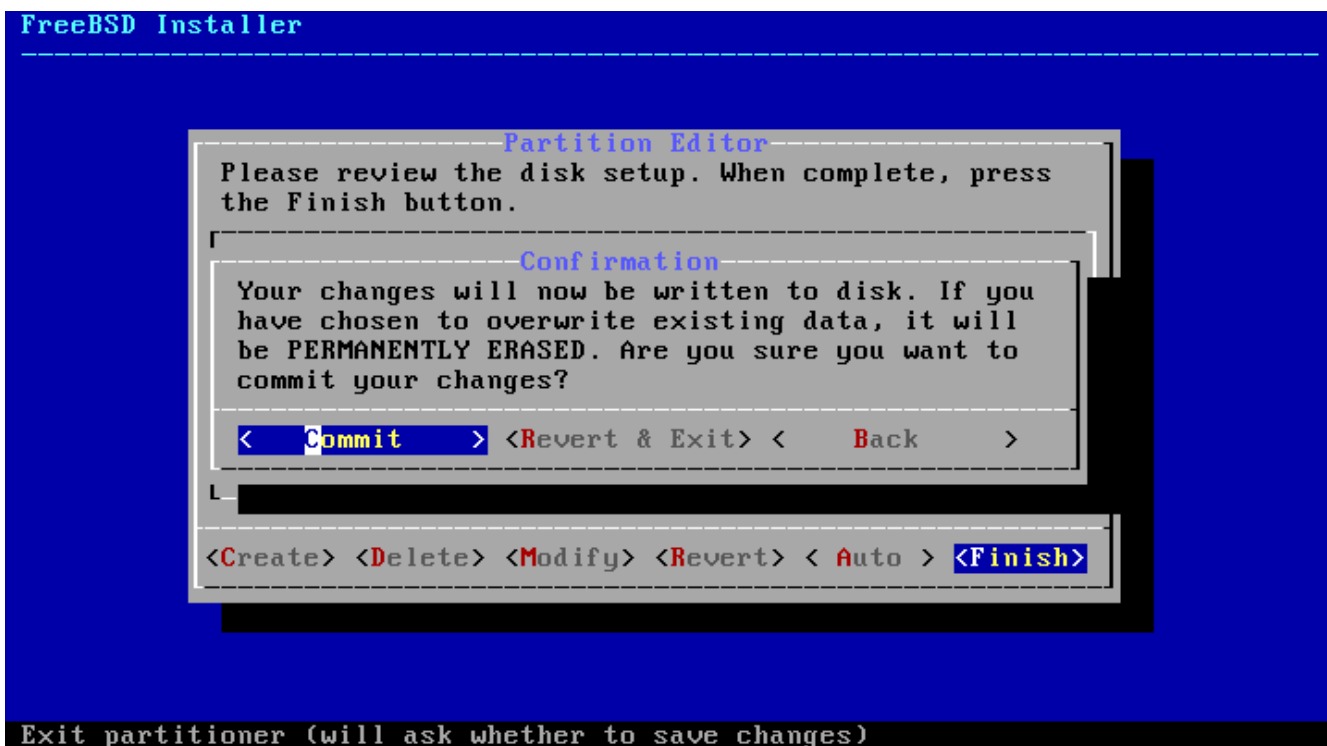 FreeBSD Installer
Partition Editor
Please review the disk setup. When complete, press
the Finish button.
Confirmation
Your changes will now be written to disk. If you
have chosen to overwrite existing data, it will
be PERMANENTLY ERASED. Are you sure you want to
commit your changes?
<   Commit   > <Revert & Exit> <   Back   >
<Create> <Delete> <Modify> <Revert> < Auto > <Finish>
Exit partitioner (will ask whether to save changes)